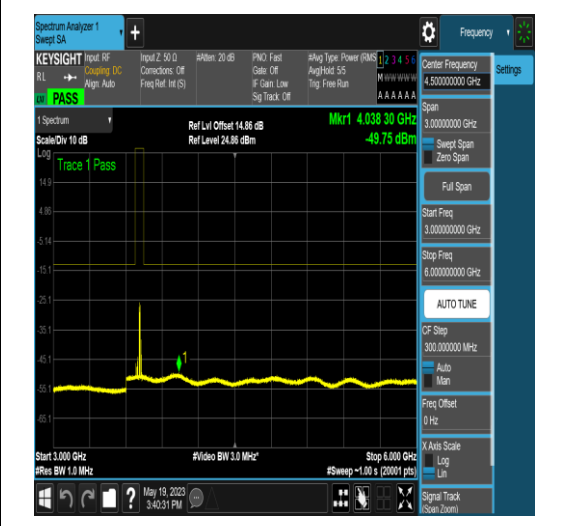 Spectrum Analyzer 1
Swept SA
+
Frequency
KEYSIGHT
Input: RF
Coupling: DC
Align: Auto
RL
PASS
Input Z: 50 Ω
Corrections: Off
Freq Ref: Int (S)
#Atten: 20 dB
PNO: Fast
Gate: Off
IF Gain: Low
Sig Track: Off
#Avg Type: Power (RMS
Avg|Hold: 5/5
Trig: Free Run
1 2 3 4 5 6
M W W W W W
A A A A A A
Center Frequency
4.500000000 GHz
Settings
Span
3.00000000 GHz
Swept Span
Zero Span
Full Span
Start Freq
3.000000000 GHz
Stop Freq
6.000000000 GHz
AUTO TUNE
CF Step
300.000000 MHz
Auto
Man
Freq Offset
0 Hz
X Axis Scale
Log
Lin
Signal Track
(Span Zoom)
1 Spectrum
Scale/Div 10 dB
Ref Lvl Offset 14.86 dB
Ref Level 24.86 dBm
Mkr1 4.038 30 GHz
-49.75 dBm
Log
Trace 1 Pass
14.9
4.86
-5.14
-15.1
-25.1
-35.1
-45.1
-55.1
-65.1
1
Start 3.000 GHz
#Res BW 1.0 MHz
#Video BW 3.0 MHz*
Stop 6.000 GHz
#Sweep ~1.00 s (20001 pts)
?
May 19, 2023
3:40:31 PM